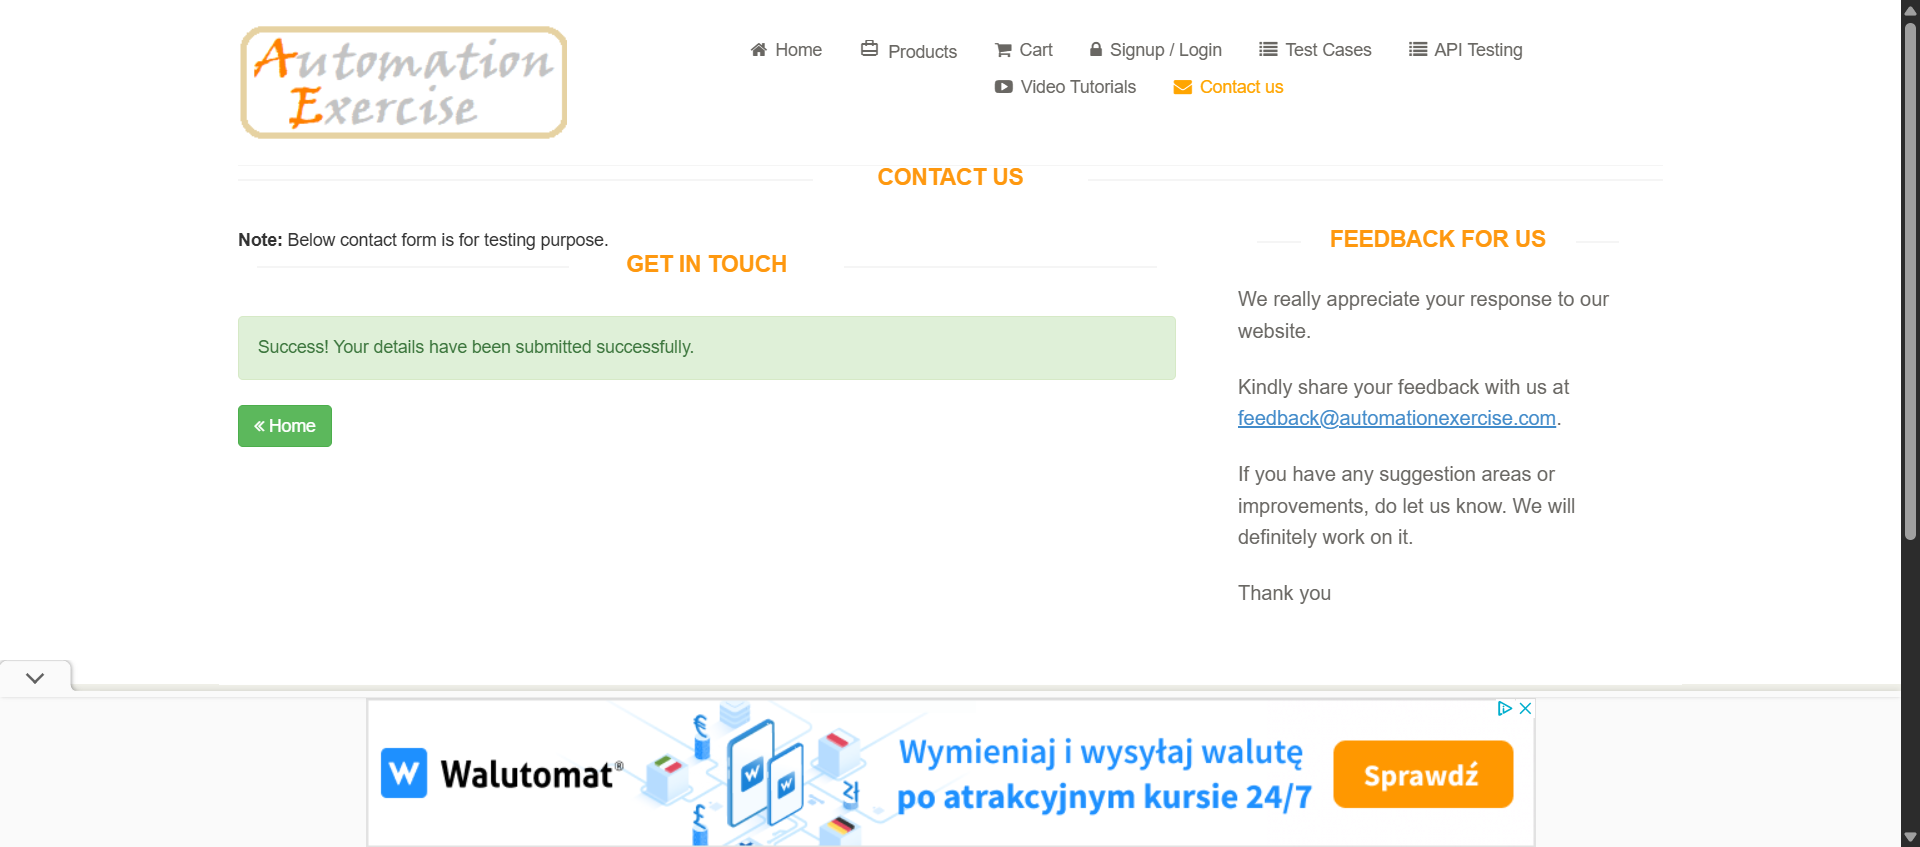 Automation
Exercise
Home
Products
Cart
Signup / Login
Test Cases
API Testing
Video Tutorials
Contact us
CONTACT US
Note: Below contact form is for testing purpose.
GET IN TOUCH
Success! Your details have been submitted successfully.
« Home
FEEDBACK FOR US
We really appreciate your response to our
website.
Kindly share your feedback with us at
feedback@automationexercise.com.
If you have any suggestion areas or
improvements, do let us know. We will
definitely work on it.
Thank you
W Walutomat®
W
W
€
zł
£
Wymieniaj i wysyłaj walutę
po atrakcyjnym kursie 24/7
Sprawdź